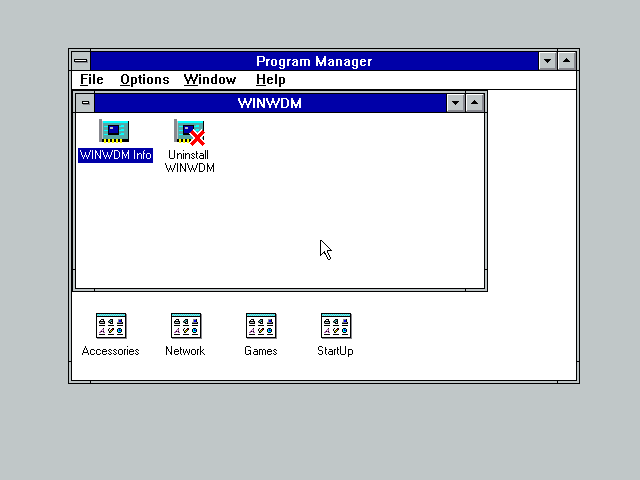 Program Manager
File Options Window Help
WINWDM
WINWDM Info
Uninstall
WINWDM
Accessories Network Games StartUp